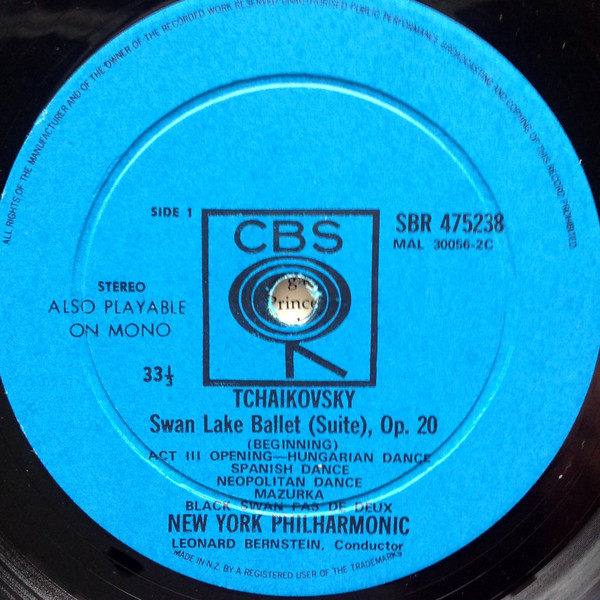 ALL RIGHTS OF THE MANUFACTURER AND OF THE OWNER OF THE RECORDED WORK RESERVED UNAUTHORISED PUBLIC PERFORMANCE BROADCASTING AND COPYING OF THIS RECORD PROHIBITED
SIDE 1
CBS
SBR 475238
MAL 30056-2C
STEREO
ALSO PLAYABLE
ON MONO
Prince
33⅓
TCHAIKOVSKY
Swan Lake Ballet (Suite), Op. 20
(BEGINNING)
ACT III OPENING—HUNGARIAN DANCE
SPANISH DANCE
NEOPOLITAN DANCE
MAZURKA
BLACK SWAN PAS DE DEUX
NEW YORK PHILHARMONIC
LEONARD BERNSTEIN, Conductor
MADE IN N.Z. BY A REGISTERED USER OF THE TRADEMARKS